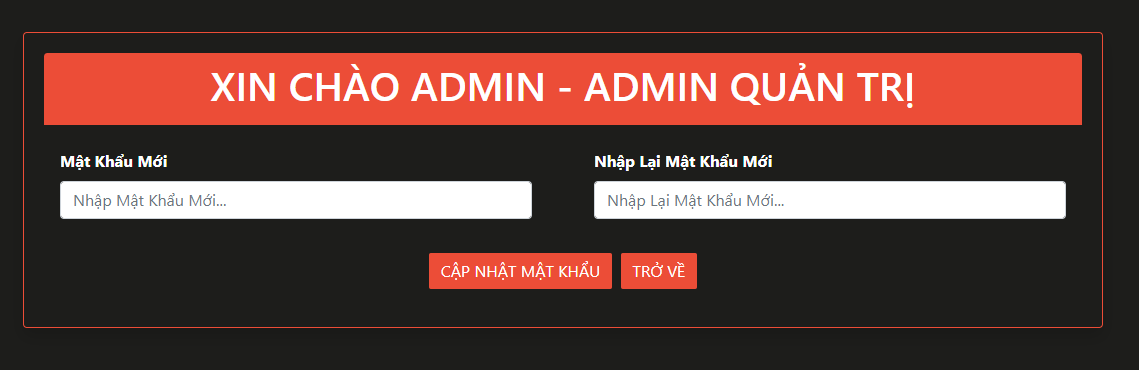 XIN CHÀO ADMIN - ADMIN QUẢN TRỊ
Mật Khẩu Mới
Nhập Lại Mật Khẩu Mới
Nhập Mật Khẩu Mới...
Nhập Lại Mật Khẩu Mới...
CẬP NHẬT MẬT KHẨU
TRỞ VỀ